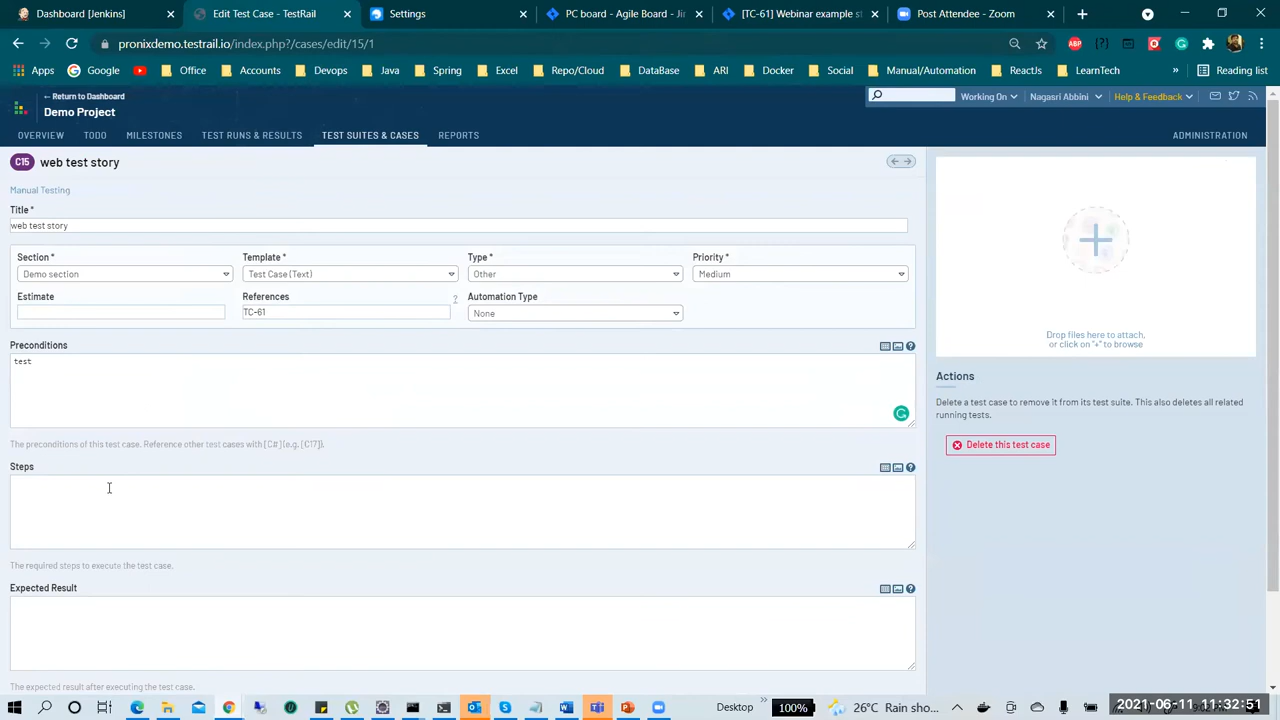 Dashboard [Jenkins]
Edit Test Case - TestRail
Settings
PC board - Agile Board - Jir
[TC-61] Webinar example st
Post Attendee - Zoom
pronixdemo.testrail.io/index.php?/cases/edit/15/1
Apps
Google
Office
Accounts
Devops
Java
Spring
Excel
Repo/Cloud
DataBase
ARI
Docker
Social
Manual/Automation
ReactJs
LearnTech
»
Reading list
← Return to Dashboard
Demo Project
Working On
Nagasri Abbini
Help & Feedback
OVERVIEW
TODO
MILESTONES
TEST RUNS & RESULTS
TEST SUITES & CASES
REPORTS
ADMINISTRATION
C15 web test story
Manual Testing
Title *
web test story
Section *
Template *
Type *
Priority *
Demo section
Test Case (Text)
Other
Medium
Estimate
References
?
Automation Type
TC-61
None
Preconditions
test
The preconditions of this test case. Reference other test cases with [C#] (e.g. [C17]).
Steps
The required steps to execute the test case.
Expected Result
The expected result after executing the test case.
Drop files here to attach,
or click on "+" to browse
Actions
Delete a test case to remove it from its test suite. This also deletes all related
running tests.
Delete this test case
Desktop
»
100%
26°C Rain sho...
2021-06-11 11:32:51